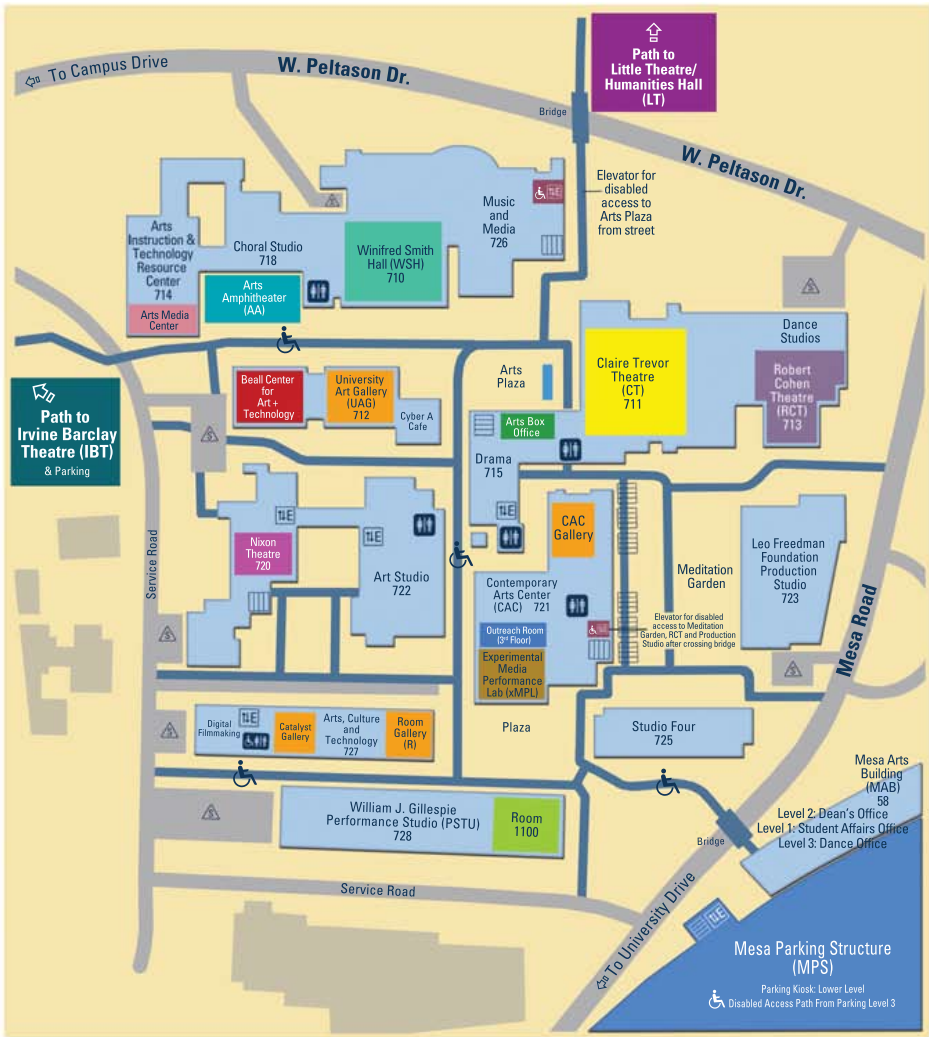 To Campus Drive
W. Peltason Dr.
Path to
Little Theatre/
Humanities Hall
(LT)
Bridge
W. Peltason Dr.
Elevator for
disabled
access to
Arts Plaza
from street
Music
and
Media
726
E
S
Arts
Instruction &
Technology
Resource
Center
714
Arts Media
Center
Choral Studio
718
Arts
Amphitheater
(AA)
Winifred Smith
Hall (WSH)
710
S
Dance
Studios
Claire Trevor
Theatre
(CT)
711
Robert
Cohen
Theatre
(RCT)
713
Arts
Plaza
Path to
Irvine Barclay
Theatre (IBT)
& Parking
Beall Center
for
Art +
Technology
University
Art Gallery
(UAG)
712
Cyber A
Cafe
Arts Box
Office
Drama
715
E
S
E
Nixon
Theatre
720
E
Art Studio
722
CAC
Gallery
Contemporary
Arts Center
(CAC) 721
Outreach Room
(3rd Floor)
Experimental
Media
Performance
Lab (xMPL)
Meditation
Garden
Elevator for disabled
access to Meditation
Garden, RCT and Production
Studio after crossing bridge
Leo Freedman
Foundation
Production
Studio
723
Mesa Road
Service Road
S
S
S
Digital
Filmmaking
E
Catalyst
Gallery
Arts, Culture
and
Technology
727
Room
Gallery
(R)
Plaza
Studio Four
725
S
William J. Gillespie
Performance Studio (PSTU)
728
Room
1100
Mesa Arts
Building
(MAB)
58
Level 2: Dean's Office
Level 1: Student Affairs Office
Level 3: Dance Office
Bridge
Service Road
To University Drive
E
Mesa Parking Structure
(MPS)
Parking Kiosk: Lower Level
Disabled Access Path From Parking Level 3